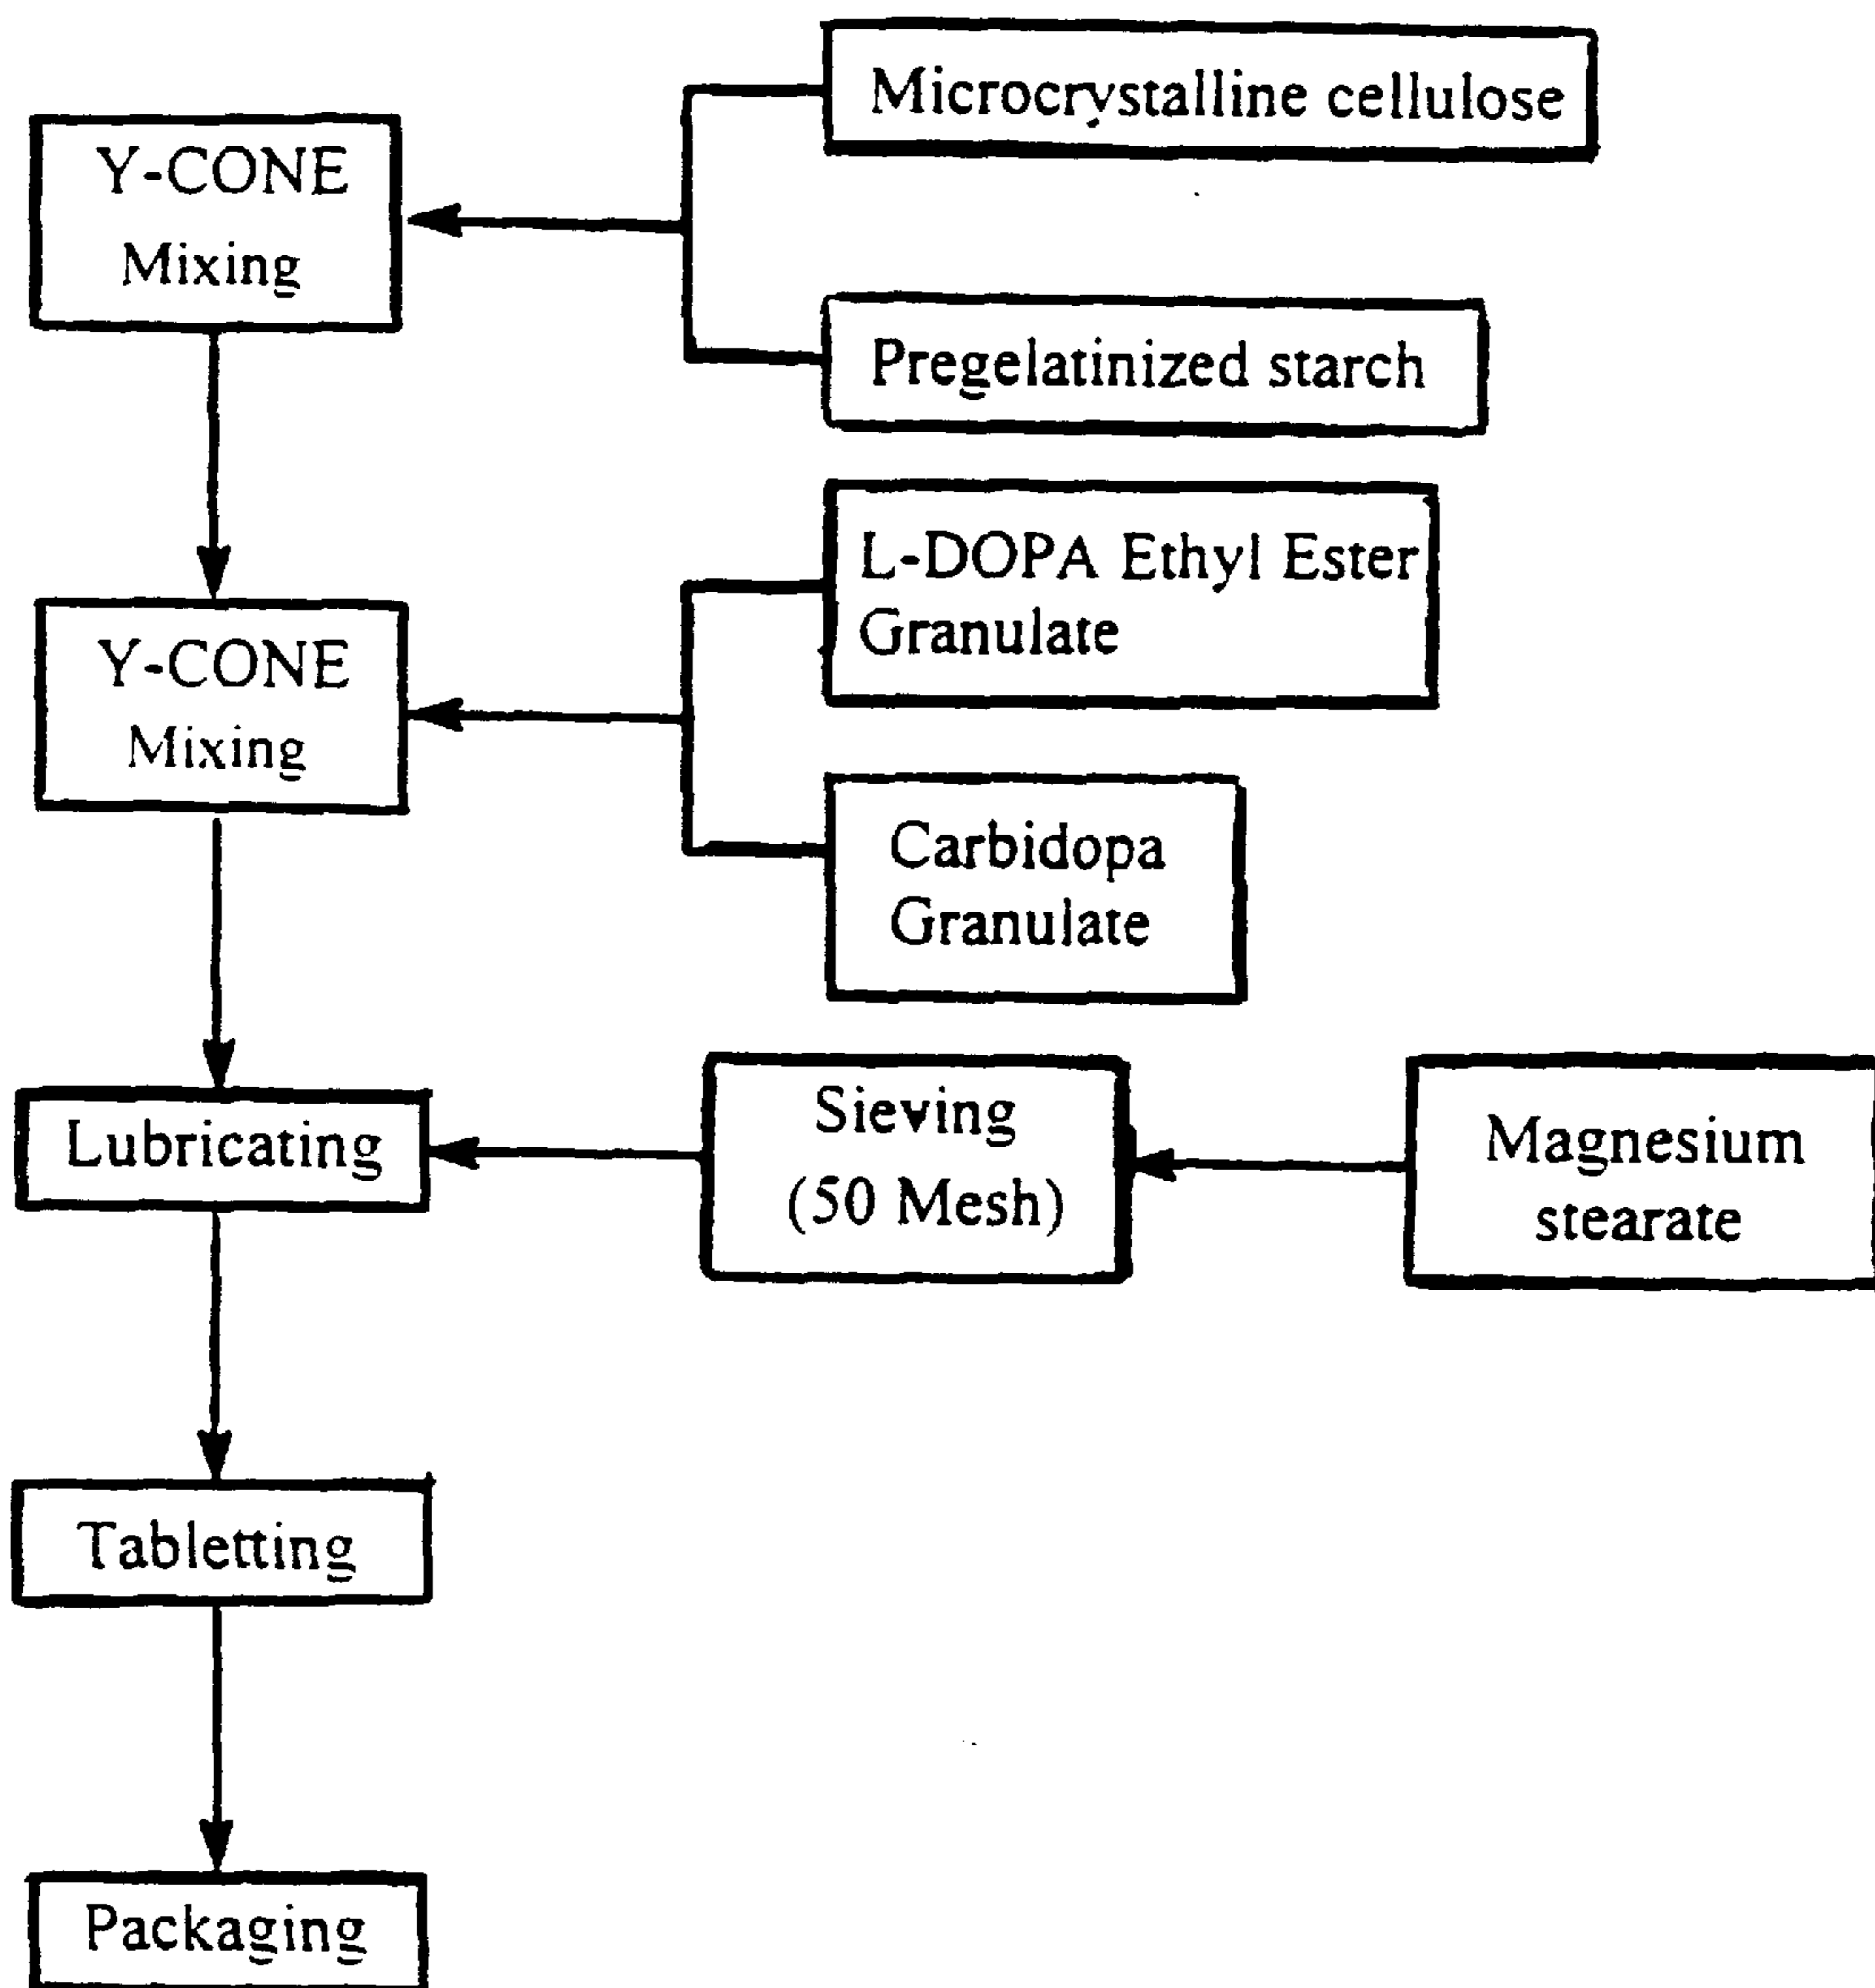 Microcrystalline cellulose
Y-CONE
Mixing
Pregelatinized starch
L-DOPA Ethyl Ester
Granulate
Y-CONE
Mixing
Carbidopa
Granulate
Lubricating
Sieving
(50 Mesh)
Magnesium
stearate
Tabletting
Packaging